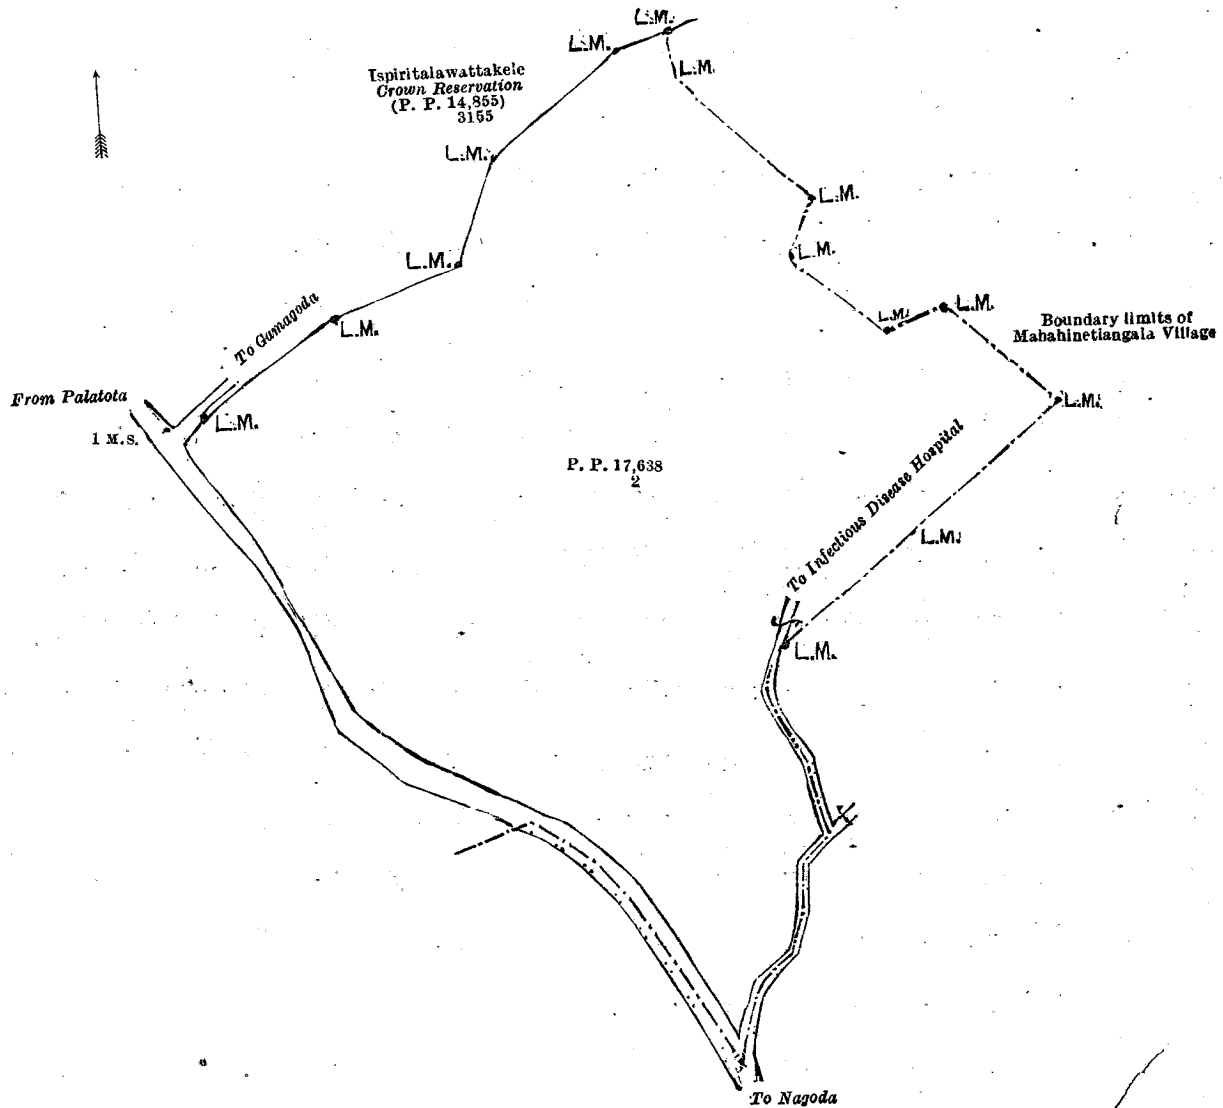 L.M.
L.M.
L.M.
Ispiritalawattakele
Crown Reservation
(P. P. 14,855)
3155
L.M.
L.M.
L.M.
L.M.
To Gamagoda
L.M.
L.M.
L.M.
Boundary limits of
Mahahinetiangala Village
From Palatota
L.M.
L.M.
1 M.S.
P. P. 17,638
2
To Infectious Disease Hospital
L.M.
L.M.
To Nagoda